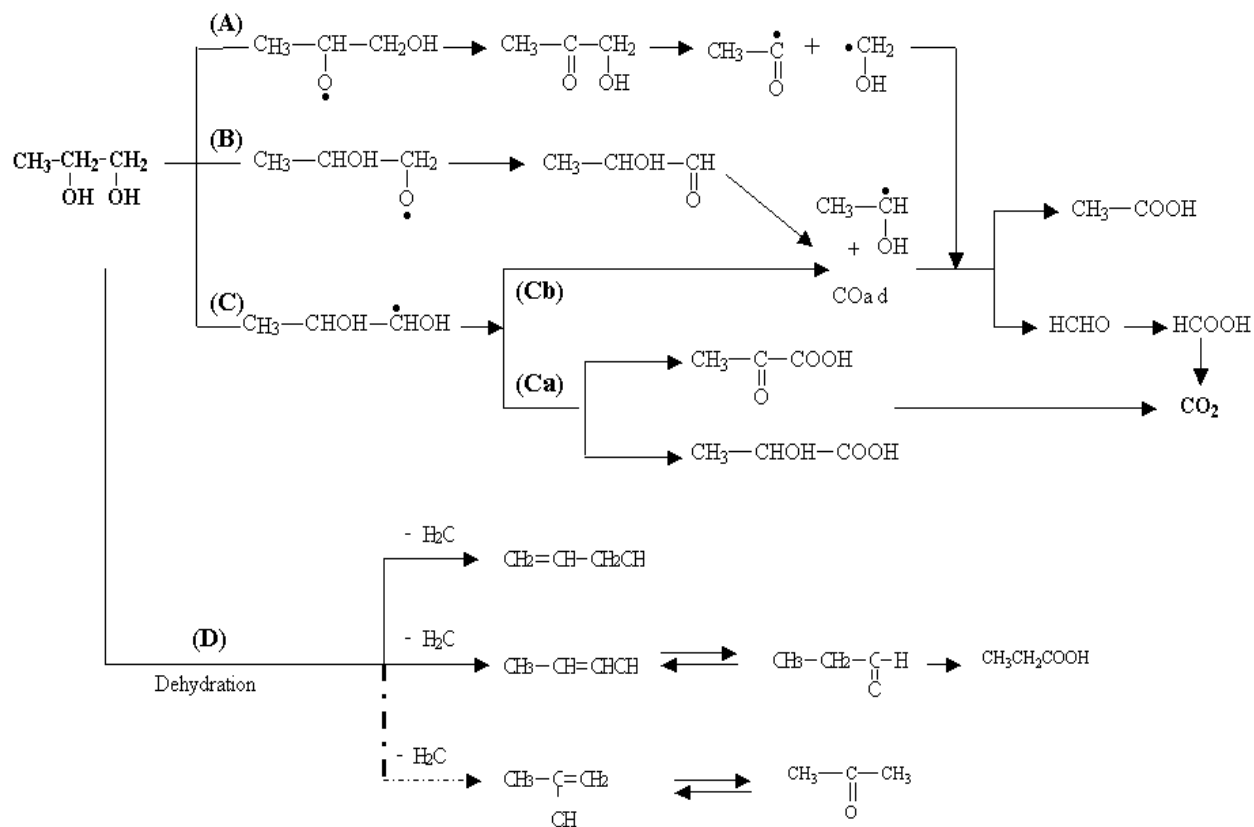 (A)
CH3—CH—CH2OH
O
CH3—C—CH2
O OH
CH3—C + CH2
O OH
(B)
CH3-CH2-CH2
OH OH
CH3—CHOH—CH2
O
CH3—CHOH—CH
O
CH3—CH
OH
+
COad
CH3—COOH
(C)
CH3—CHOH—CHOH
(Cb)
HCHO
HCOOH
(Ca)
CH3—C—COOH
O
CO2
CH3—CHOH—COOH
- H2C
CH2=CH-CH2CH
(D)
Dehydration
- H2C
CH3-CH=CHCH
CH3-CH2-C-H
C
CH3CH2COOH
- H2C
CH3-C=CH2
CH
CH3—C—CH3
O